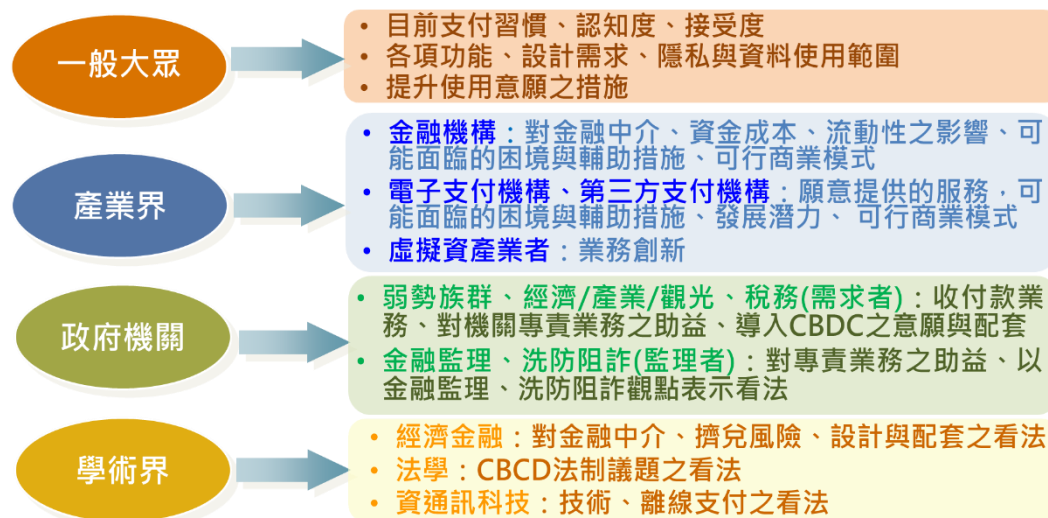 一般大眾
• 目前支付習慣、認知度、接受度
• 各項功能、設計需求、隱私與資料使用範圍
• 提升使用意願之措施
產業界
• 金融機構：對金融中介、資金成本、流動性之影響、可
能面臨的困境與輔助措施、可行商業模式
• 電子支付機構、第三方支付機構：願意提供的服務，可
能面臨的困境與輔助措施、發展潛力、 可行商業模式
• 虛擬資產業者：業務創新
政府機關
• 弱勢族群、經濟/產業/觀光、稅務(需求者)：收付款業
務、對機關專責業務之助益、導入CBDC之意願與配套
• 金融監理、洗防阻詐(監理者)：對專責業務之助益、以
金融監理、洗防阻詐觀點表示看法
學術界
• 經濟金融：對金融中介、擠兌風險、設計與配套之看法
• 法學：CBCD法制議題之看法
• 資通訊科技：技術、離線支付之看法